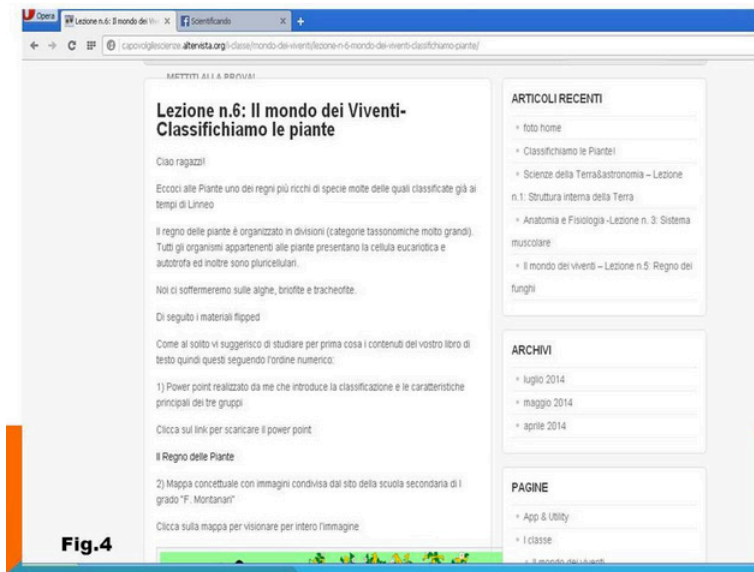 Opera
Lezione n.6: Il mondo dei Viv
Scientificando
capovolgilescienze.altervista.org/i-classe/mondo-dei-viventi/lezione-n-6-mondo-dei-viventi-classifichiamo-piante/
METTITI ALLA PROVA!
Lezione n.6: Il mondo dei Viventi-
Classifichiamo le piante
Ciao ragazzi!
Eccoci alle Piante uno dei regni più ricchi di specie molte delle quali classificate già ai
tempi di Linneo
Il regno delle piante è organizzato in divisioni (categorie tassonomiche molto grandi).
Tutti gli organismi appartenenti alle piante presentano la cellula eucariotica e
autotrofa ed inoltre sono pluricellulari.
Noi ci soffermeremo sulle alghe, briofite e tracheofite.
Di seguito i materiali flipped
Come al solito vi suggerisco di studiare per prima cosa i contenuti del vostro libro di
testo quindi questi seguendo l'ordine numerico:
1) Power point realizzato da me che introduce la classificazione e le caratteristiche
principali dei tre gruppi
Clicca sul link per scaricare il power point
Il Regno delle Piante
2) Mappa concettuale con immagini condivisa dal sito della scuola secondaria di I
grado "F. Montanari"
Clicca sulla mappa per visionare per intero l'immagine
ARTICOLI RECENTI
foto home
Classifichiamo le Piante!
Scienze della Terra&astronomia – Lezione
n.1: Struttura interna della Terra
Anatomia e Fisiologia -Lezione n. 3: Sistema
muscolare
Il mondo dei viventi – Lezione n.5: Regno dei
funghi
ARCHIVI
luglio 2014
maggio 2014
aprile 2014
PAGINE
App & Utility
I classe
Il mondo dei viventi
Fig.4